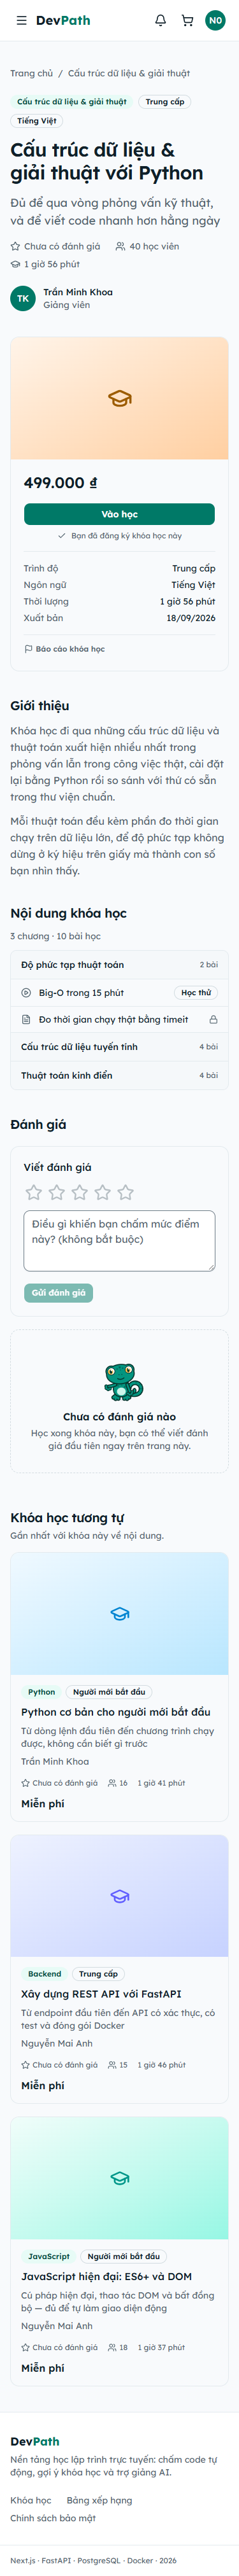 DevPath
N0
Trang chủ / Cấu trúc dữ liệu & giải thuật
Cấu trúc dữ liệu & giải thuật Trung cấp
Tiếng Việt
Cấu trúc dữ liệu &
giải thuật với Python
Đủ để qua vòng phỏng vấn kỹ thuật,
và để viết code nhanh hơn hằng ngày
Chưa có đánh giá 40 học viên
1 giờ 56 phút
TK
Trần Minh Khoa
Giảng viên
499.000 ₫
Vào học
Bạn đã đăng ký khóa học này
Trình độ Trung cấp
Ngôn ngữ Tiếng Việt
Thời lượng 1 giờ 56 phút
Xuất bản 18/09/2026
Báo cáo khóa học
Giới thiệu
Khóa học đi qua những cấu trúc dữ liệu và
thuật toán xuất hiện nhiều nhất trong
phỏng vấn lẫn trong công việc thật, cài đặt
lại bằng Python rồi so sánh với thứ có sẵn
trong thư viện chuẩn.
Mỗi thuật toán đều kèm phần đo thời gian
chạy trên dữ liệu lớn, để độ phức tạp không
dừng ở ký hiệu trên giấy mà thành con số
bạn nhìn thấy.
Nội dung khóa học
3 chương · 10 bài học
Độ phức tạp thuật toán 2 bài
Big-O trong 15 phút Học thử
Đo thời gian chạy thật bằng timeit
Cấu trúc dữ liệu tuyến tính 4 bài
Thuật toán kinh điển 4 bài
Đánh giá
Viết đánh giá
Điều gì khiến bạn chấm mức điểm
này? (không bắt buộc)
Gửi đánh giá
Chưa có đánh giá nào
Học xong khóa này, bạn có thể viết đánh
giá đầu tiên ngay trên trang này.
Khóa học tương tự
Gần nhất với khóa này về nội dung.
Python Người mới bắt đầu
Python cơ bản cho người mới bắt đầu
Từ dòng lệnh đầu tiên đến chương trình chạy
được, không cần biết gì trước
Trần Minh Khoa
Chưa có đánh giá 16 1 giờ 41 phút
Miễn phí
Backend Trung cấp
Xây dựng REST API với FastAPI
Từ endpoint đầu tiên đến API có xác thực, có
test và đóng gói Docker
Nguyễn Mai Anh
Chưa có đánh giá 15 1 giờ 46 phút
Miễn phí
JavaScript Người mới bắt đầu
JavaScript hiện đại: ES6+ và DOM
Cú pháp hiện đại, thao tác DOM và bất đồng
bộ — đủ để tự làm giao diện động
Nguyễn Mai Anh
Chưa có đánh giá 18 1 giờ 37 phút
Miễn phí
DevPath
Nền tảng học lập trình trực tuyến: chấm code tự
động, gợi ý khóa học và trợ giảng AI.
Khóa học Bảng xếp hạng
Chính sách bảo mật
Next.js · FastAPI · PostgreSQL · Docker · 2026